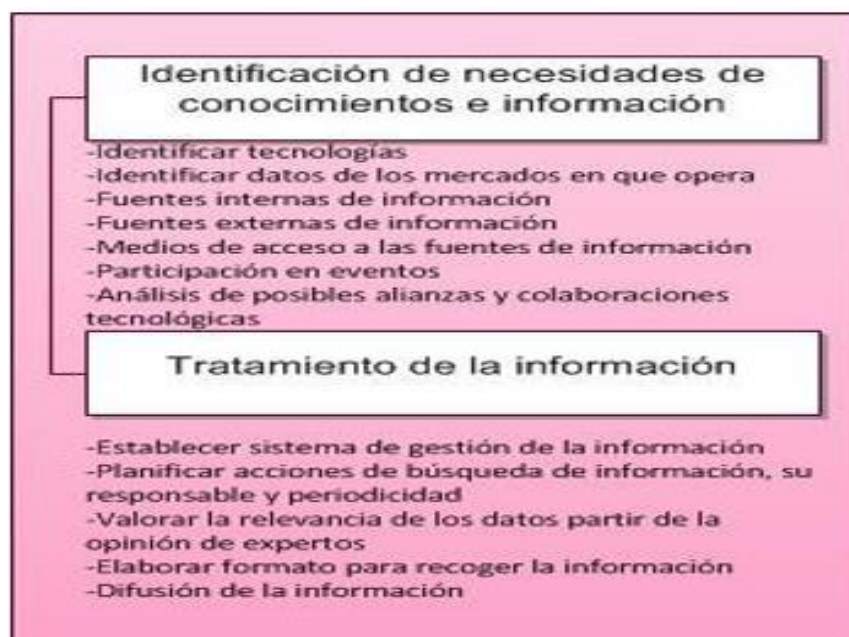 Identificación de necesidades de
conocimientos e información
-Identificar tecnologías
-Identificar datos de los mercados en que opera
-Fuentes internas de información
-Fuentes externas de información
-Medios de acceso a las fuentes de información
-Participación en eventos
-Análisis de posibles alianzas y colaboraciones
tecnológicas
Tratamiento de la información
-Establecer sistema de gestión de la información
-Planificar acciones de búsqueda de información, su
responsable y periodicidad
-Valorar la relevancia de los datos partir de la
opinión de expertos
-Elaborar formato para recoger la información
-Difusión de la información